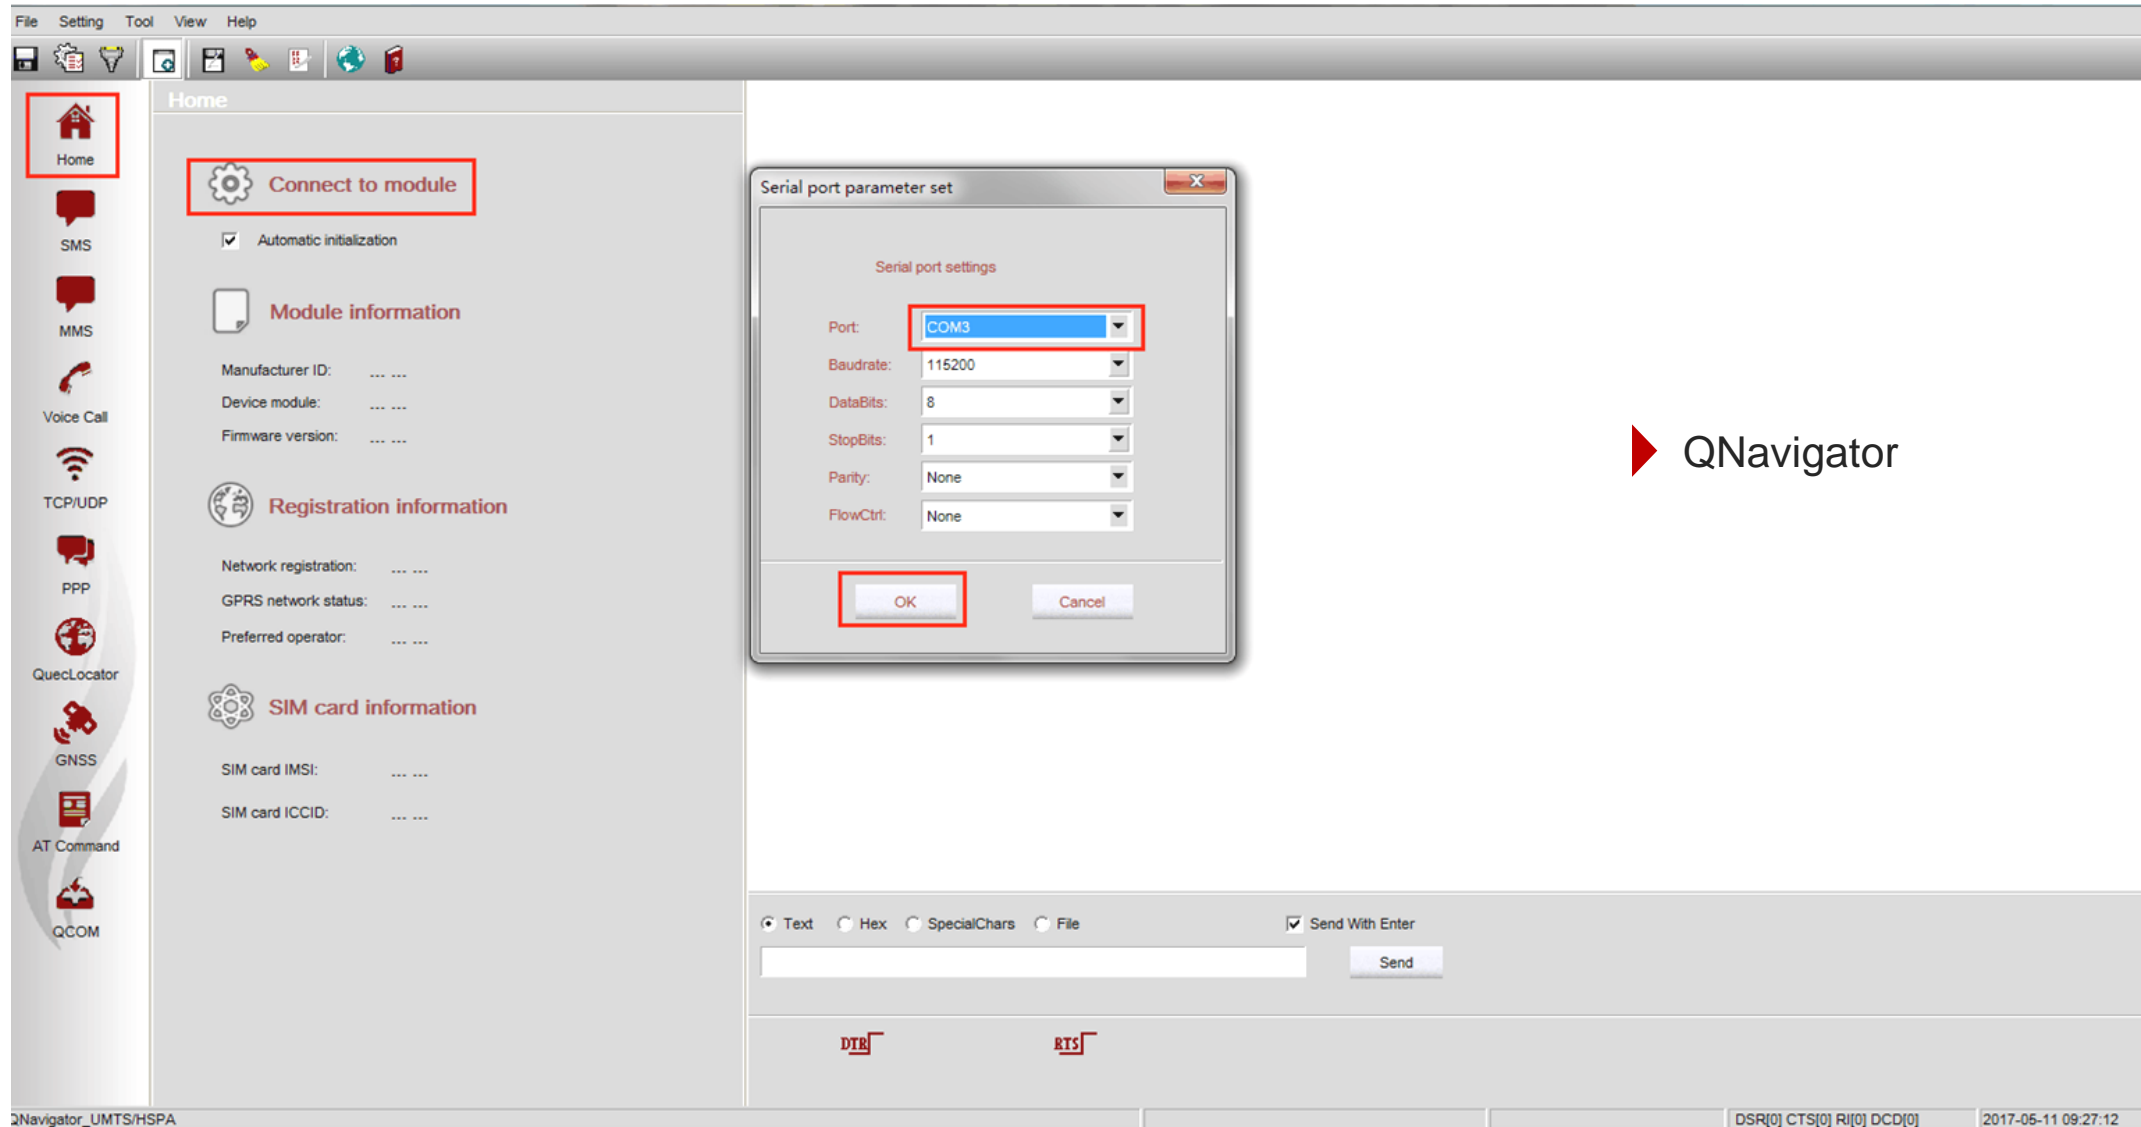 File Setting Tool View Help
Home
SMS
MMS
Voice Call
TCP/UDP
PPP
QuecLocator
GNSS
AT Command
QCOM
Home
Connect to module
Automatic initialization
Module information
Manufacturer ID: --- ---
Device module: --- ---
Firmware version: --- ---
Registration information
Network registration: --- ---
GPRS network status: --- ---
Preferred operator: --- ---
SIM card information
SIM card IMSI: --- ---
SIM card ICCID: --- ---
Serial port parameter set
Serial port settings
Port: COM3
Baudrate: 115200
DataBits: 8
StopBits: 1
Parity: None
FlowCtrl: None
OK Cancel
QNavigator
Text Hex SpecialChars File Send With Enter
Send
DTR RTS
QNavigator_UMTS/HSPA DSR[0] CTS[0] RI[0] DCD[0] 2017-05-11 09:27:12